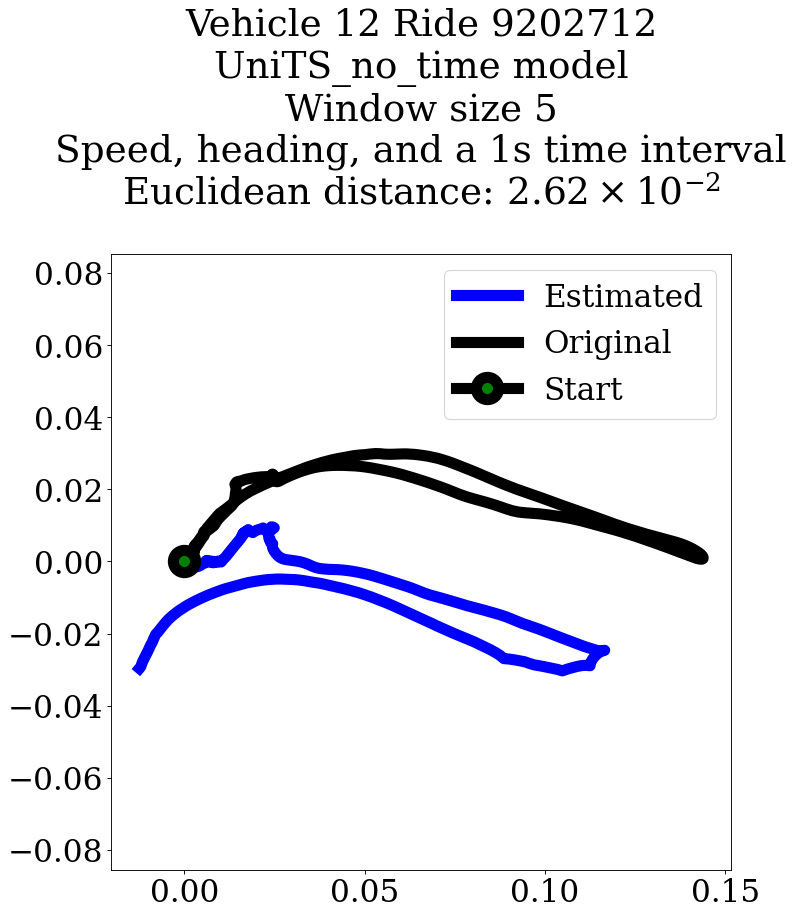 Vehicle 12 Ride 9202712
UniTS_no_time model
Window size 5
Speed, heading, and a 1s time interval
Euclidean distance: 2.62 × 10⁻²
Estimated
Original
Start
0.08
0.06
0.04
0.02
0.00
−0.02
−0.04
−0.06
−0.08
0.00 0.05 0.10 0.15